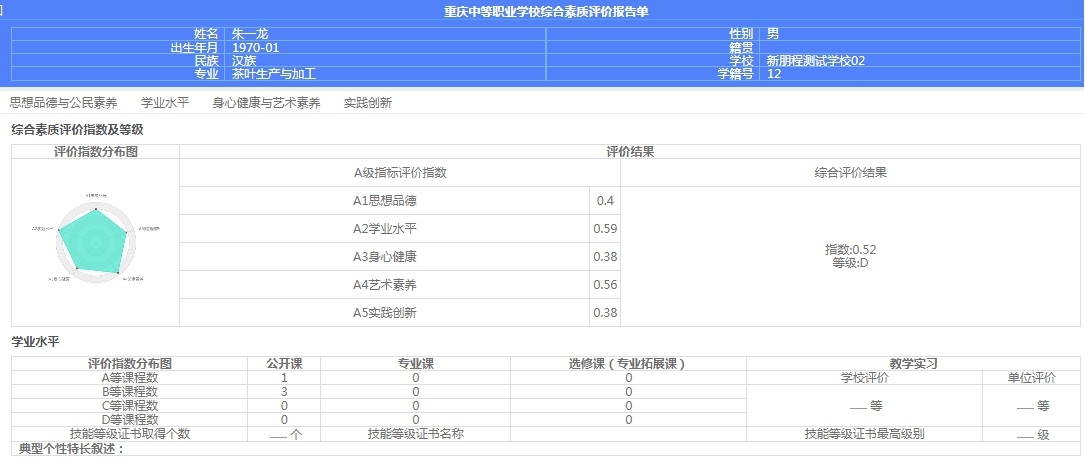 重庆中等职业学校综合素质评价报告单
姓名 朱一龙 性别 男
出生年月 1970-01 籍贯
民族 汉族 学校 新朋程测试学校02
专业 茶叶生产与加工 学籍号 12
思想品德与公民素养 学业水平 身心健康与艺术素养 实践创新
综合素质评价指数及等级
评价指数分布图 评价结果
A级指标评价指数 综合评价结果
A1思想品德 0.4
A2学业水平 0.59
A3身心健康 0.38
A4艺术素养 0.56
A5实践创新 0.38
指数:0.52
等级:D
学业水平
评价指数分布图 公开课 专业课 选修课（专业拓展课） 教学实习
A等课程数 1 0 0 学校评价 单位评价
B等课程数 3 0 0
C等课程数 0 0 0 ___ 等 ___ 等
D等课程数 0 0 0
技能等级证书取得个数 ___ 个 技能等级证书名称 技能等级证书最高级别 ___ 级
典型个性特长叙述：